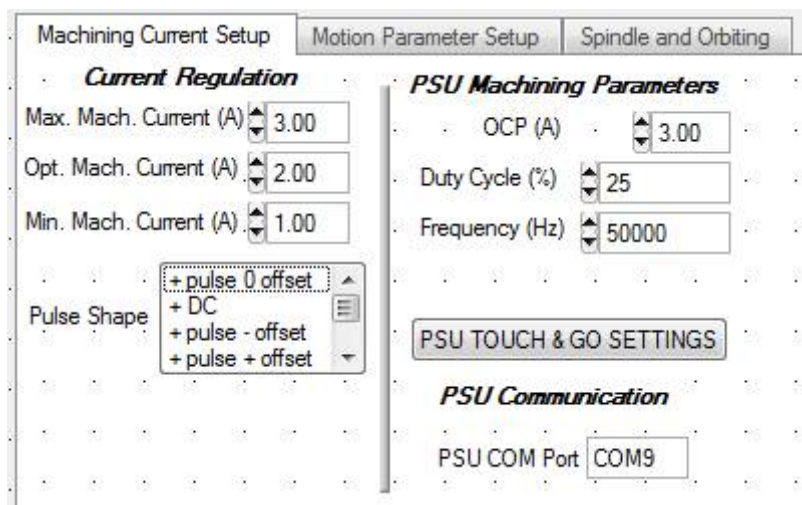 Machining Current Setup
Motion Parameter Setup
Spindle and Orbiting
Current Regulation
Max. Mach. Current (A) 3.00
Opt. Mach. Current (A) 2.00
Min. Mach. Current (A) 1.00
Pulse Shape
+ pulse 0 offset
+ DC
+ pulse - offset
+ pulse + offset
PSU Machining Parameters
OCP (A) 3.00
Duty Cycle (%) 25
Frequency (Hz) 50000
PSU TOUCH & GO SETTINGS
PSU Communication
PSU COM Port COM9